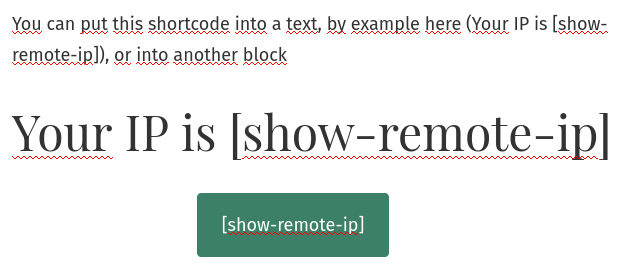 You can put this shortcode into a text, by example here (Your IP is [show-
remote-ip]), or into another block
Your IP is [show-remote-ip]
[show-remote-ip]